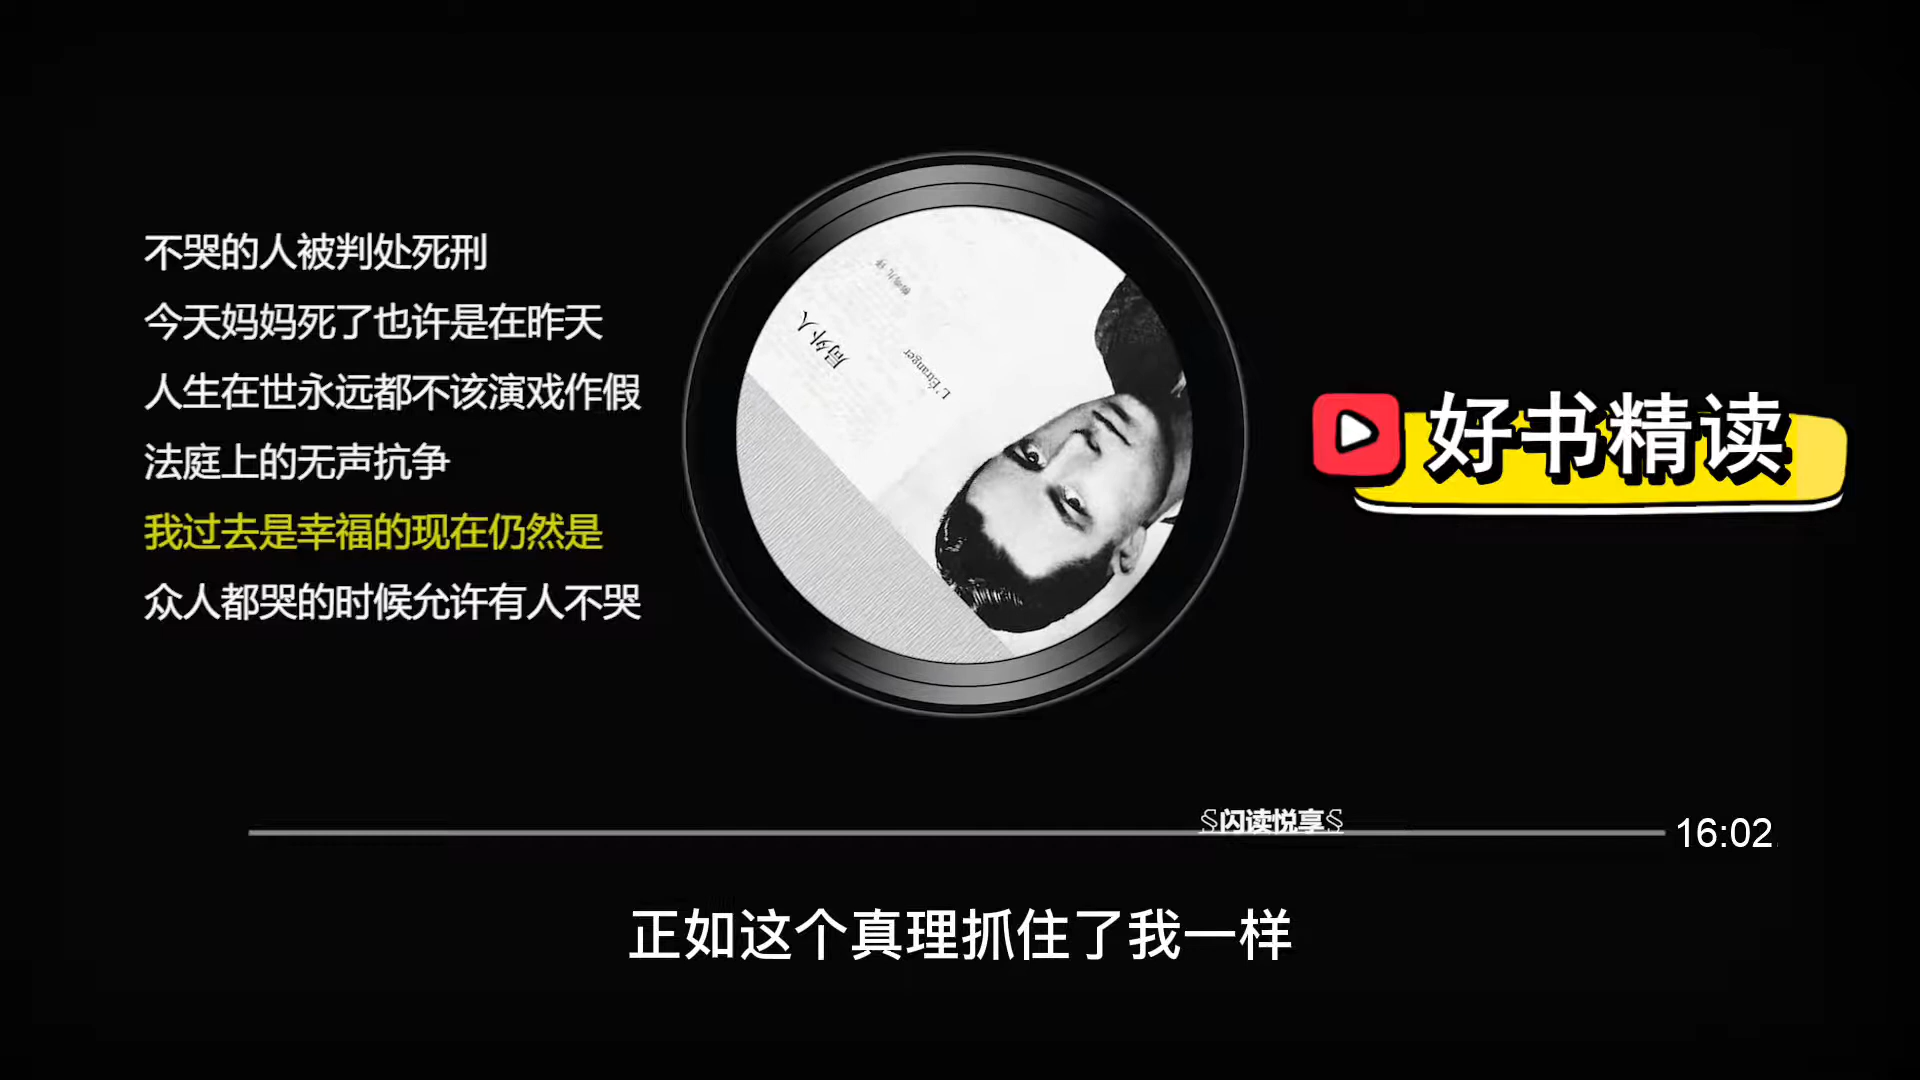 不哭的人被判处死刑
今天妈妈死了也许是在昨天
人生在世永远都不该演戏作假
法庭上的无声抗争
我过去是幸福的现在仍然是
众人都哭的时候允许有人不哭
局外人
L'Étranger
好书精读
§闪读悦享§
16:02
正如这个真理抓住了我一样